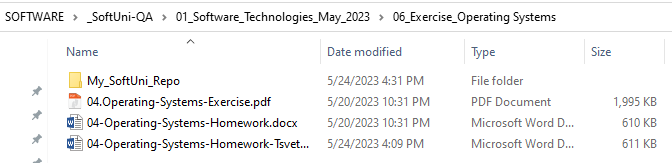 SOFTWARE > _SoftUni-QA > 01_Software_Technologies_May_2023 > 06_Exercise_Operating Systems
Name Date modified Type Size
My_SoftUni_Repo 5/24/2023 4:31 PM File folder
04.Operating-Systems-Exercise.pdf 5/20/2023 10:31 PM PDF Document 1,995 KB
04-Operating-Systems-Homework.docx 5/20/2023 10:31 PM Microsoft Word D... 610 KB
04-Operating-Systems-Homework-Tsvet... 5/24/2023 4:09 PM Microsoft Word D... 611 KB